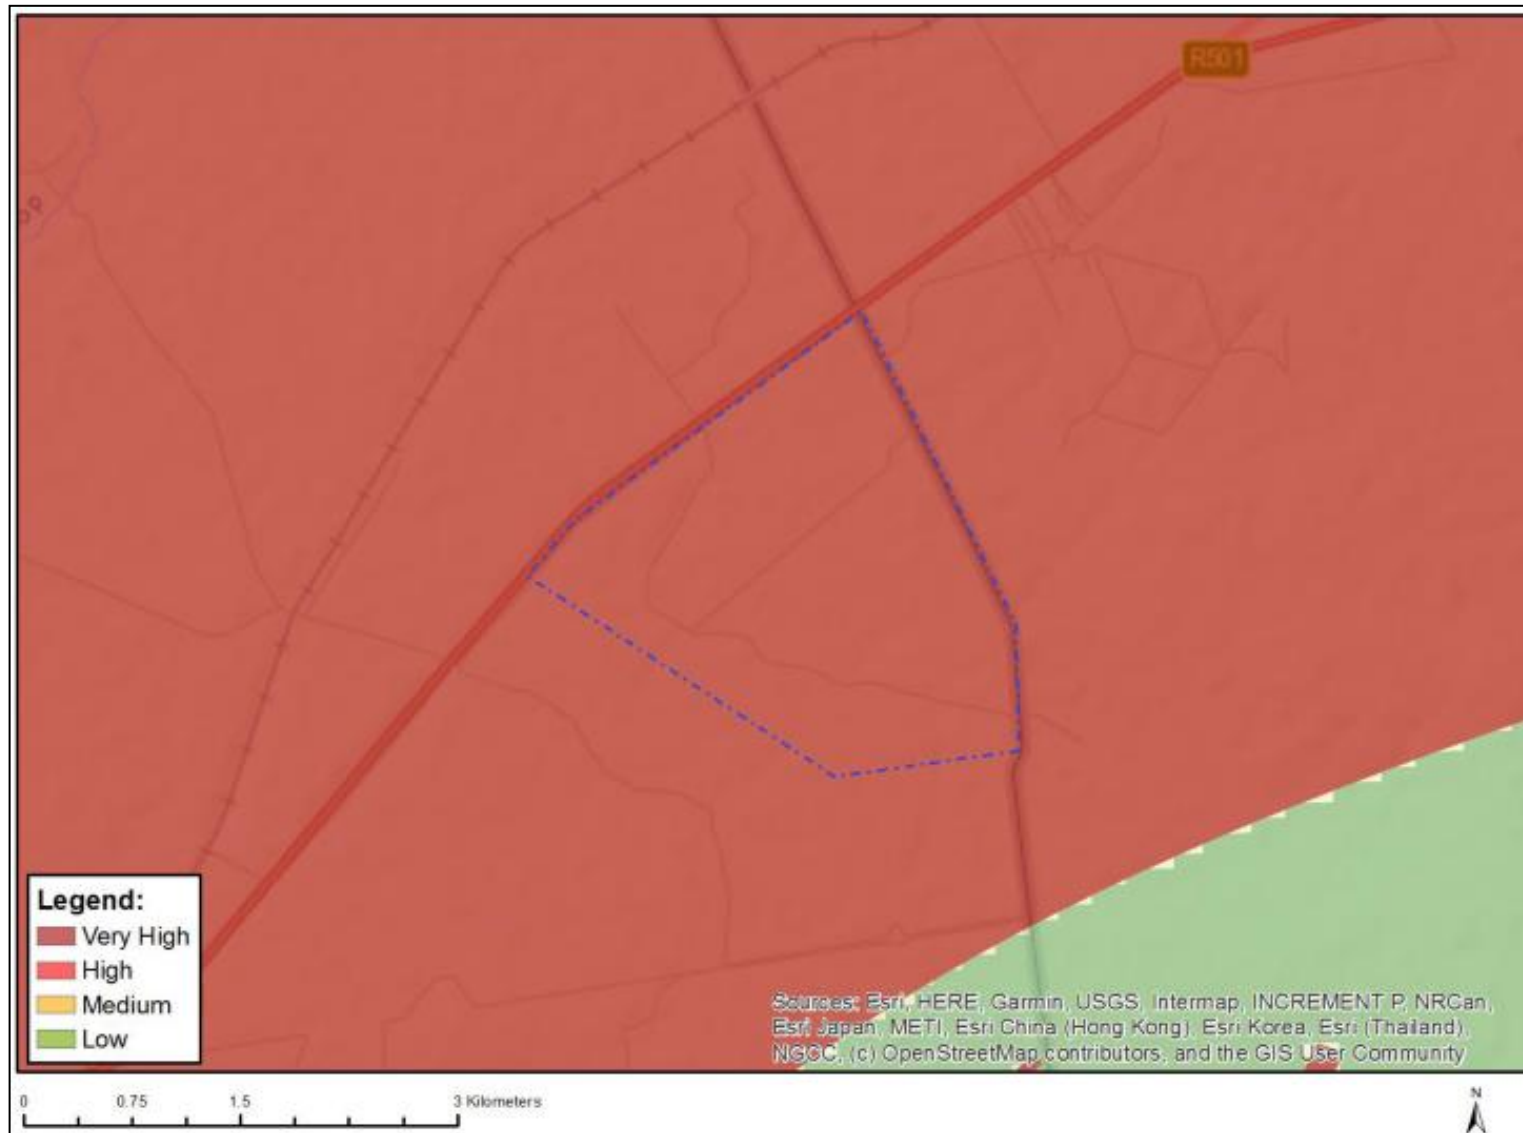 R501
Legend:
Very High
High
Medium
Low
Sources: Esri, HERE, Garmin, USGS, Intermap, INCREMENT P, NRCan,
Esri Japan, METI, Esri China (Hong Kong), Esri Korea, Esri (Thailand),
NGCC, (c) OpenStreetMap contributors, and the GIS User Community
0 0.75 1.5 3 Kilometers
N